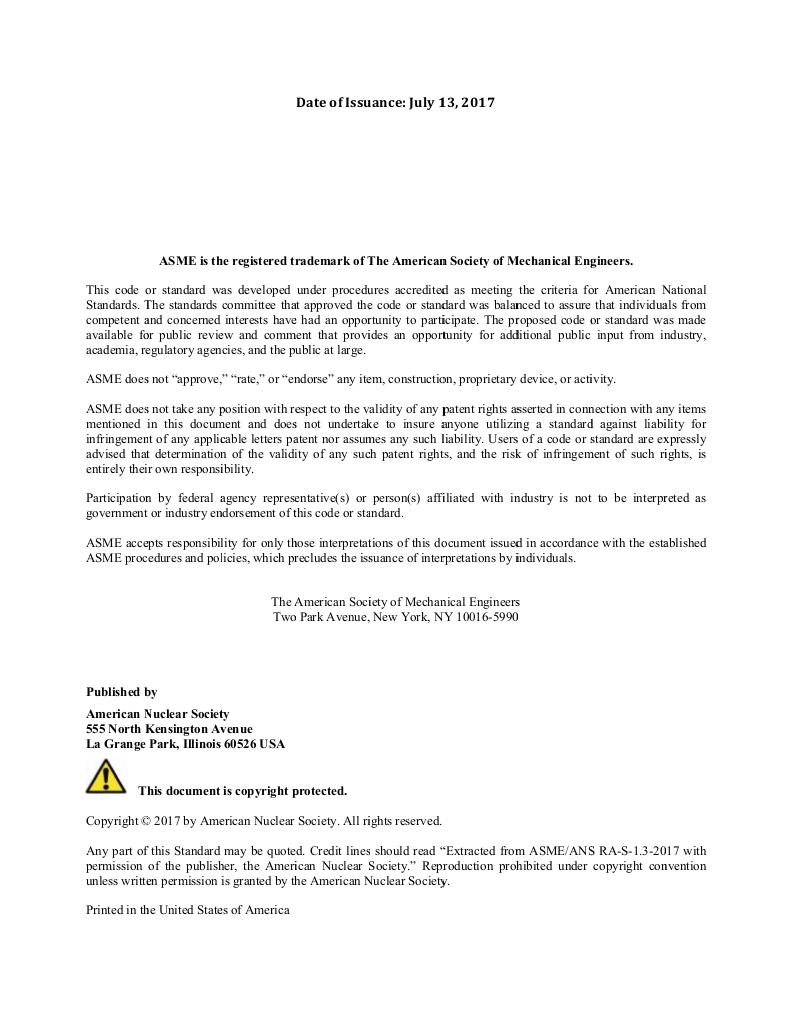 Date of Issuance: July 13, 2017
ASME is the registered trademark of The American Society of Mechanical Engineers.
This code or standard was developed under procedures accredited as meeting the criteria for American National
Standards. The standards committee that approved the code or standard was balanced to assure that individuals from
competent and concerned interests have had an opportunity to participate. The proposed code or standard was made
available for public review and comment that provides an opportunity for additional public input from industry,
academia, regulatory agencies, and the public at large.
ASME does not “approve,” “rate,” or “endorse” any item, construction, proprietary device, or activity.
ASME does not take any position with respect to the validity of any patent rights asserted in connection with any items
mentioned in this document and does not undertake to insure anyone utilizing a standard against liability for
infringement of any applicable letters patent nor assumes any such liability. Users of a code or standard are expressly
advised that determination of the validity of any such patent rights, and the risk of infringement of such rights, is
entirely their own responsibility.
Participation by federal agency representative(s) or person(s) affiliated with industry is not to be interpreted as
government or industry endorsement of this code or standard.
ASME accepts responsibility for only those interpretations of this document issued in accordance with the established
ASME procedures and policies, which precludes the issuance of interpretations by individuals.
The American Society of Mechanical Engineers
Two Park Avenue, New York, NY 10016-5990
Published by
American Nuclear Society
555 North Kensington Avenue
La Grange Park, Illinois 60526 USA
This document is copyright protected.
Copyright © 2017 by American Nuclear Society. All rights reserved.
Any part of this Standard may be quoted. Credit lines should read “Extracted from ASME/ANS RA-S-1.3-2017 with
permission of the publisher, the American Nuclear Society.” Reproduction prohibited under copyright convention
unless written permission is granted by the American Nuclear Society.
Printed in the United States of America